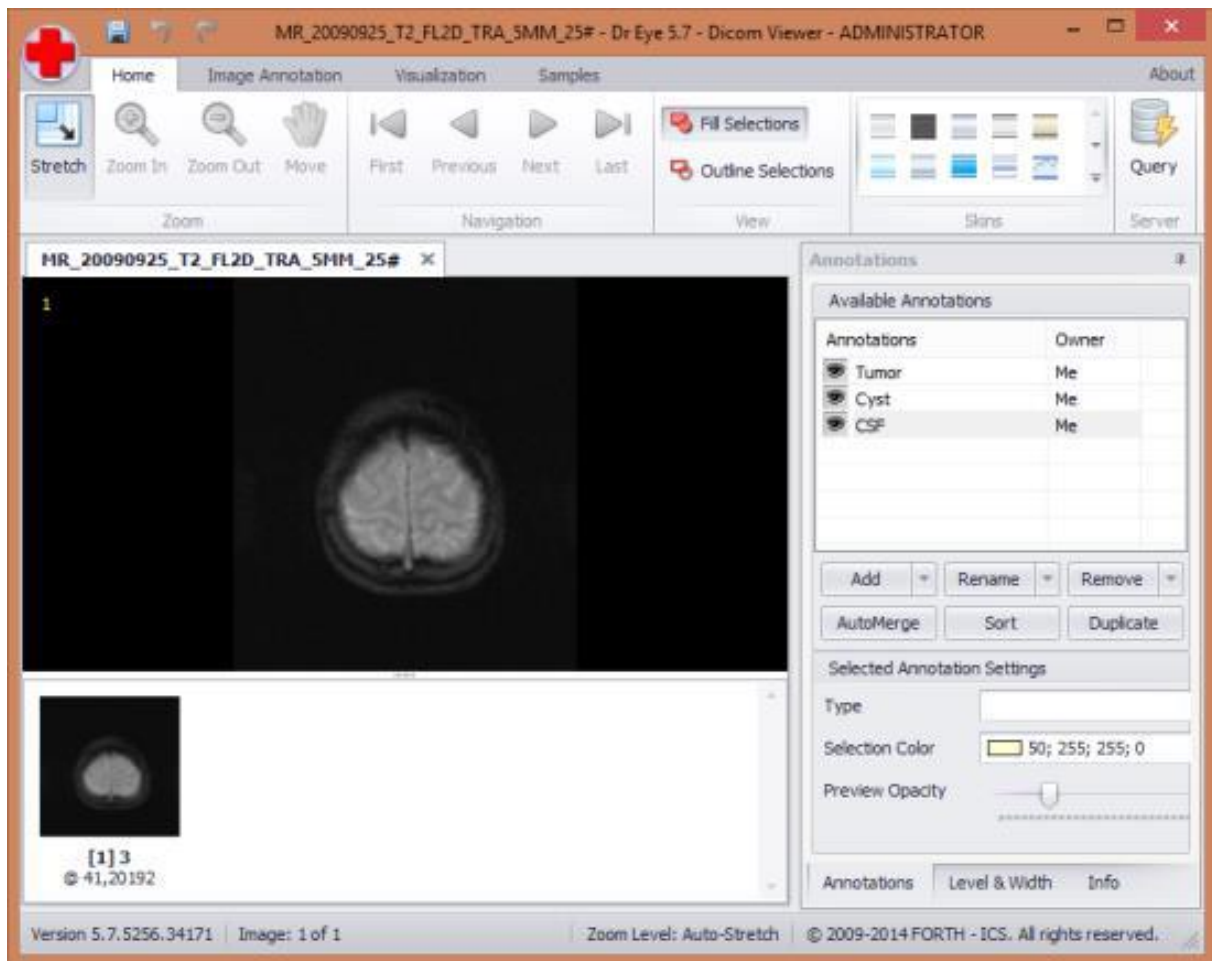 MR_20090925_T2_FL2D_TRA_5MM_25# - Dr Eye 5.7 - Dicom Viewer - ADMINISTRATOR
Home Image Annotation Visualization Samples About
Stretch Zoom In Zoom Out Move First Previous Next Last Fill Selections Outline Selections Query
Zoom Navigation View Skins Server
MR_20090925_T2_FL2D_TRA_5MM_25#
1
Annotations
Available Annotations
Annotations Owner
Tumor Me
Cyst Me
CSF Me
Add Rename Remove
AutoMerge Sort Duplicate
Selected Annotation Settings
Type
Selection Color 50; 255; 255; 0
Preview Opacity
[1] 3
@ 41,20192
Annotations Level & Width Info
Version 5.7.5256.34171 Image: 1 of 1 Zoom Level: Auto-Stretch © 2009-2014 FORTH - ICS. All rights reserved.